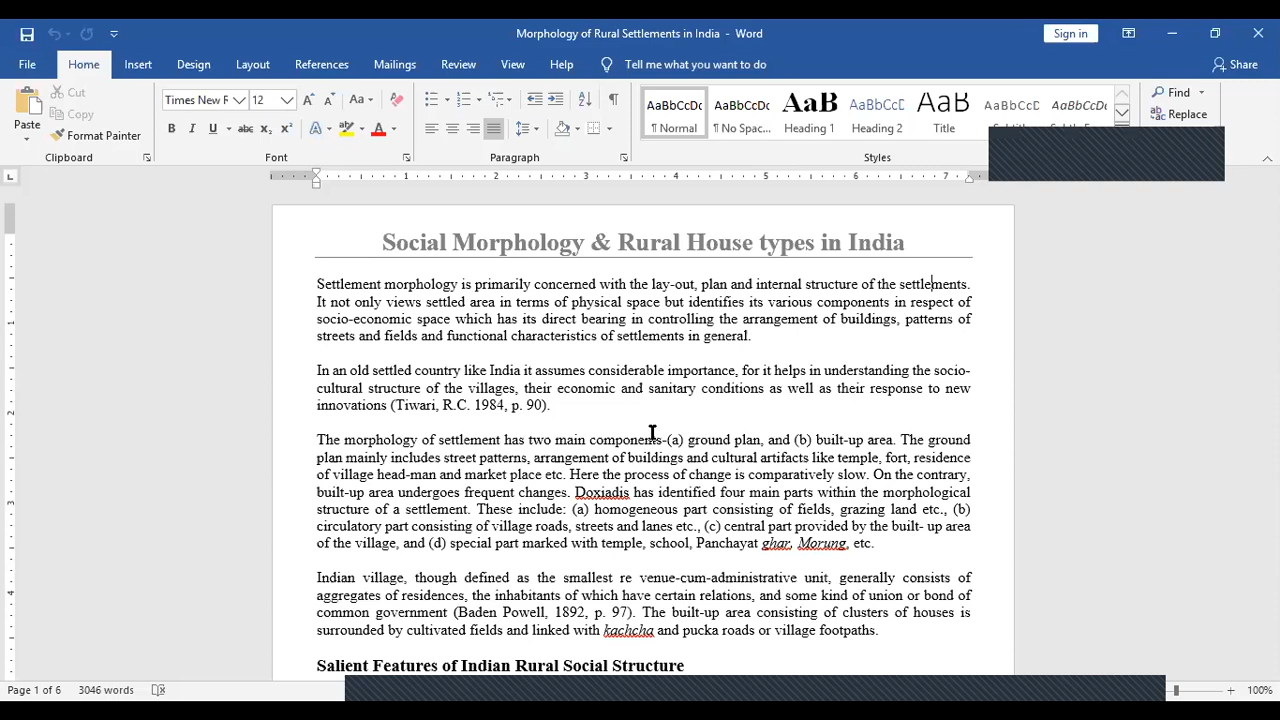 Morphology of Rural Settlements in India - Word
Sign in
File Home Insert Design Layout References Mailings Review View Help Tell me what you want to do Share
Paste Cut Copy Format Painter
Clipboard
Times New F 12 Aa A
B I U abc x₂ x² A A
Font
Paragraph
AaBbCcDc AaBbCcDc AaB AaBbCcD AaB AaBbCcD AaBbCcDc
¶ Normal ¶ No Spac... Heading 1 Heading 2 Title
Styles
Find
Replace
1 2 3 4 5 6 7
Social Morphology & Rural House types in India
Settlement morphology is primarily concerned with the lay-out, plan and internal structure of the settlements.
It not only views settled area in terms of physical space but identifies its various components in respect of
socio-economic space which has its direct bearing in controlling the arrangement of buildings, patterns of
streets and fields and functional characteristics of settlements in general.
In an old settled country like India it assumes considerable importance, for it helps in understanding the socio-
cultural structure of the villages, their economic and sanitary conditions as well as their response to new
innovations (Tiwari, R.C. 1984, p. 90).
The morphology of settlement has two main components-(a) ground plan, and (b) built-up area. The ground
plan mainly includes street patterns, arrangement of buildings and cultural artifacts like temple, fort, residence
of village head-man and market place etc. Here the process of change is comparatively slow. On the contrary,
built-up area undergoes frequent changes. Doxiadis has identified four main parts within the morphological
structure of a settlement. These include: (a) homogeneous part consisting of fields, grazing land etc., (b)
circulatory part consisting of village roads, streets and lanes etc., (c) central part provided by the built- up area
of the village, and (d) special part marked with temple, school, Panchayat ghar, Morung, etc.
Indian village, though defined as the smallest re venue-cum-administrative unit, generally consists of
aggregates of residences, the inhabitants of which have certain relations, and some kind of union or bond of
common government (Baden Powell, 1892, p. 97). The built-up area consisting of clusters of houses is
surrounded by cultivated fields and linked with kachcha and pucka roads or village footpaths.
Salient Features of Indian Rural Social Structure
Page 1 of 6 3046 words 100%